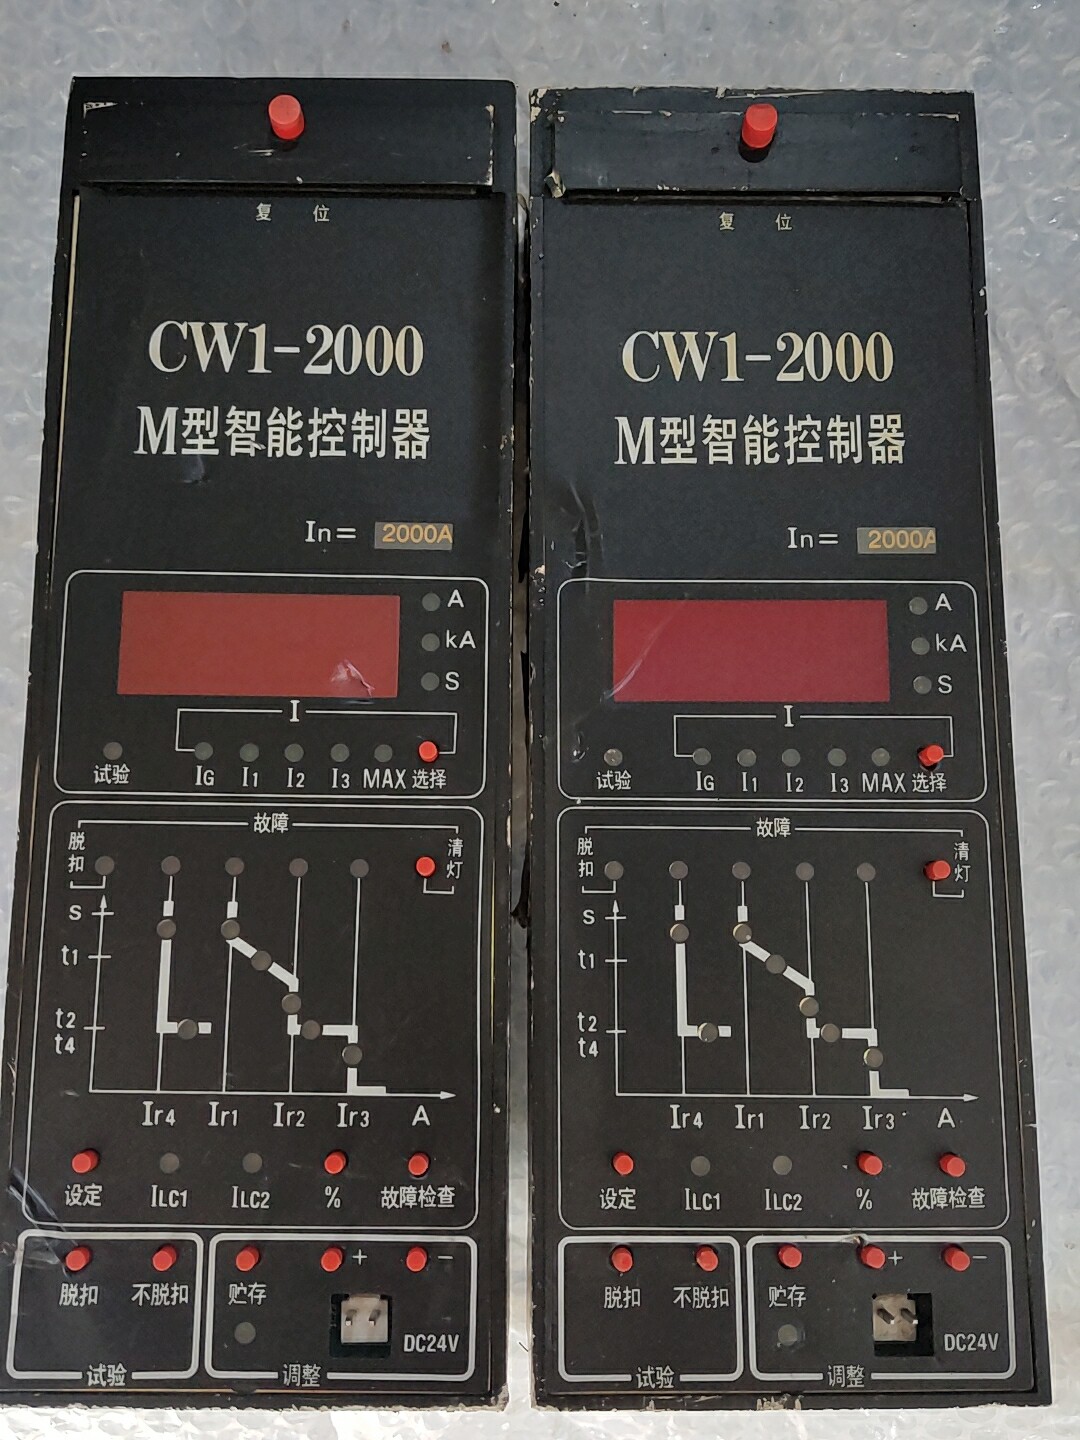 复 位
CW1-2000
M型智能控制器
In= 2000A
A
kA
S
I
试验 IG I1 I2 I3 MAX 选择
故障
脱扣
清灯
S
t1
t2
t4
Ir4 Ir1 Ir2 Ir3 A
设定 ILC1 ILC2 % 故障检查
+ -
脱扣 不脱扣 贮存
DC24V
试验 调整
复 位
CW1-2000
M型智能控制器
In= 2000A
A
kA
S
I
试验 IG I1 I2 I3 MAX 选择
故障
脱扣
清灯
S
t1
t2
t4
Ir4 Ir1 Ir2 Ir3 A
设定 ILC1 ILC2 % 故障检查
+ -
脱扣 不脱扣 贮存
DC24V
试验 调整